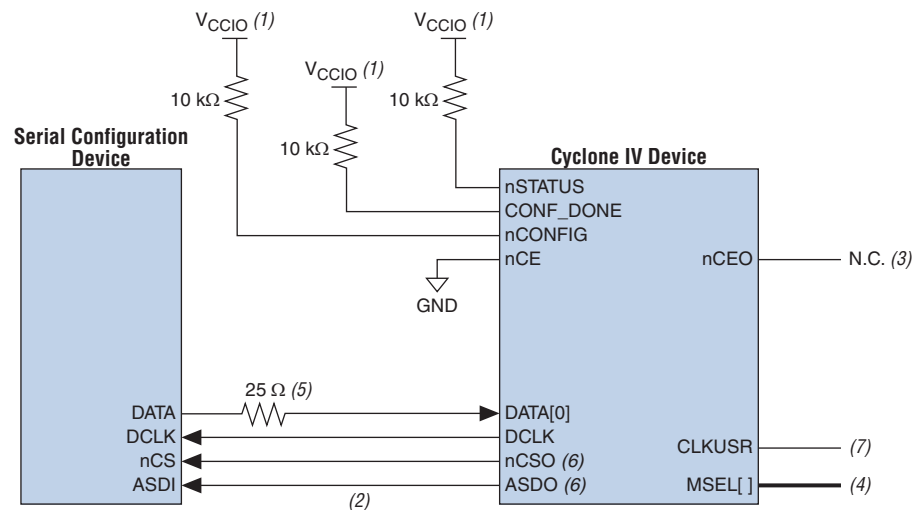 VCCIO (1)
VCCIO (1)
VCCIO (1)
10 kΩ
10 kΩ
10 kΩ
Serial Configuration
Device
Cyclone IV Device
nSTATUS
CONF_DONE
nCONFIG
nCE
nCEO
N.C. (3)
GND
25 Ω (5)
DATA
DATA[0]
DCLK
DCLK
CLKUSR
(7)
nCS
nCSO (6)
ASDI
(2)
ASDO (6)
MSEL[ ]
(4)